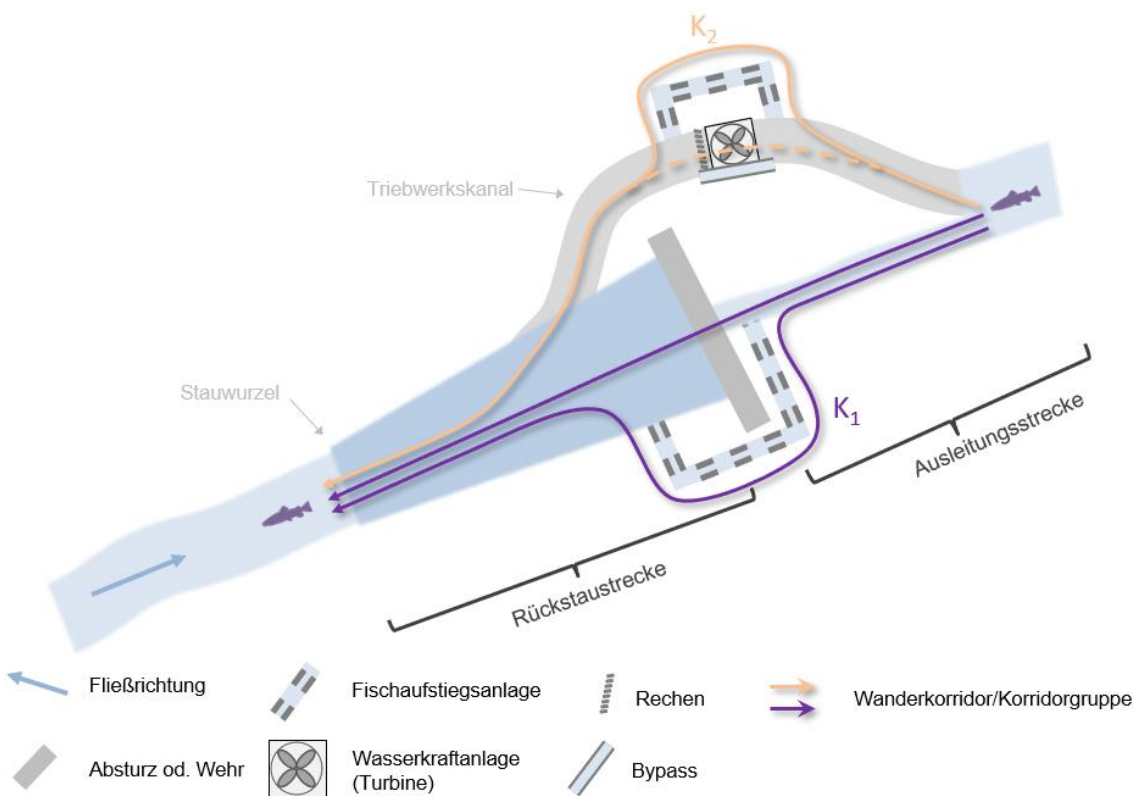 K2
Triebwerkskanal
Stauwurzel
K1
Ausleitungsstrecke
Rückstaustrecke
Fließrichtung
Fischaufstiegsanlage
Rechen
Wanderkorridor/Korridorgruppe
Absturz od. Wehr
Wasserkraftanlage
(Turbine)
Bypass